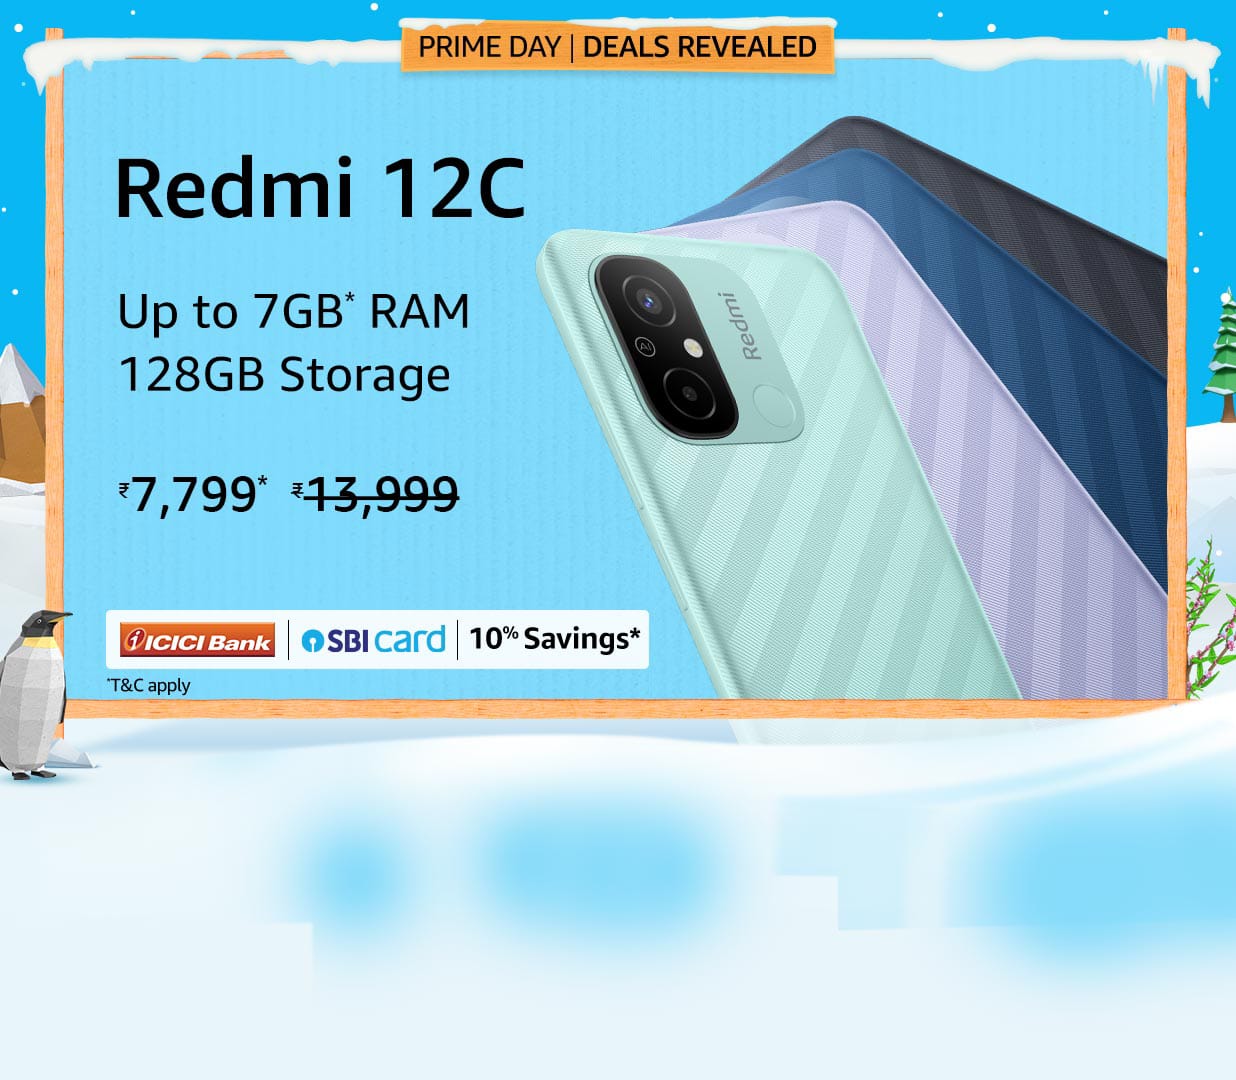 PRIME DAY | DEALS REVEALED
Redmi 12C
Up to 7GB* RAM
128GB Storage
₹7,799* ₹13,999
Redmi
AI
ICICI Bank | SBI card | 10% Savings*
*T&C apply